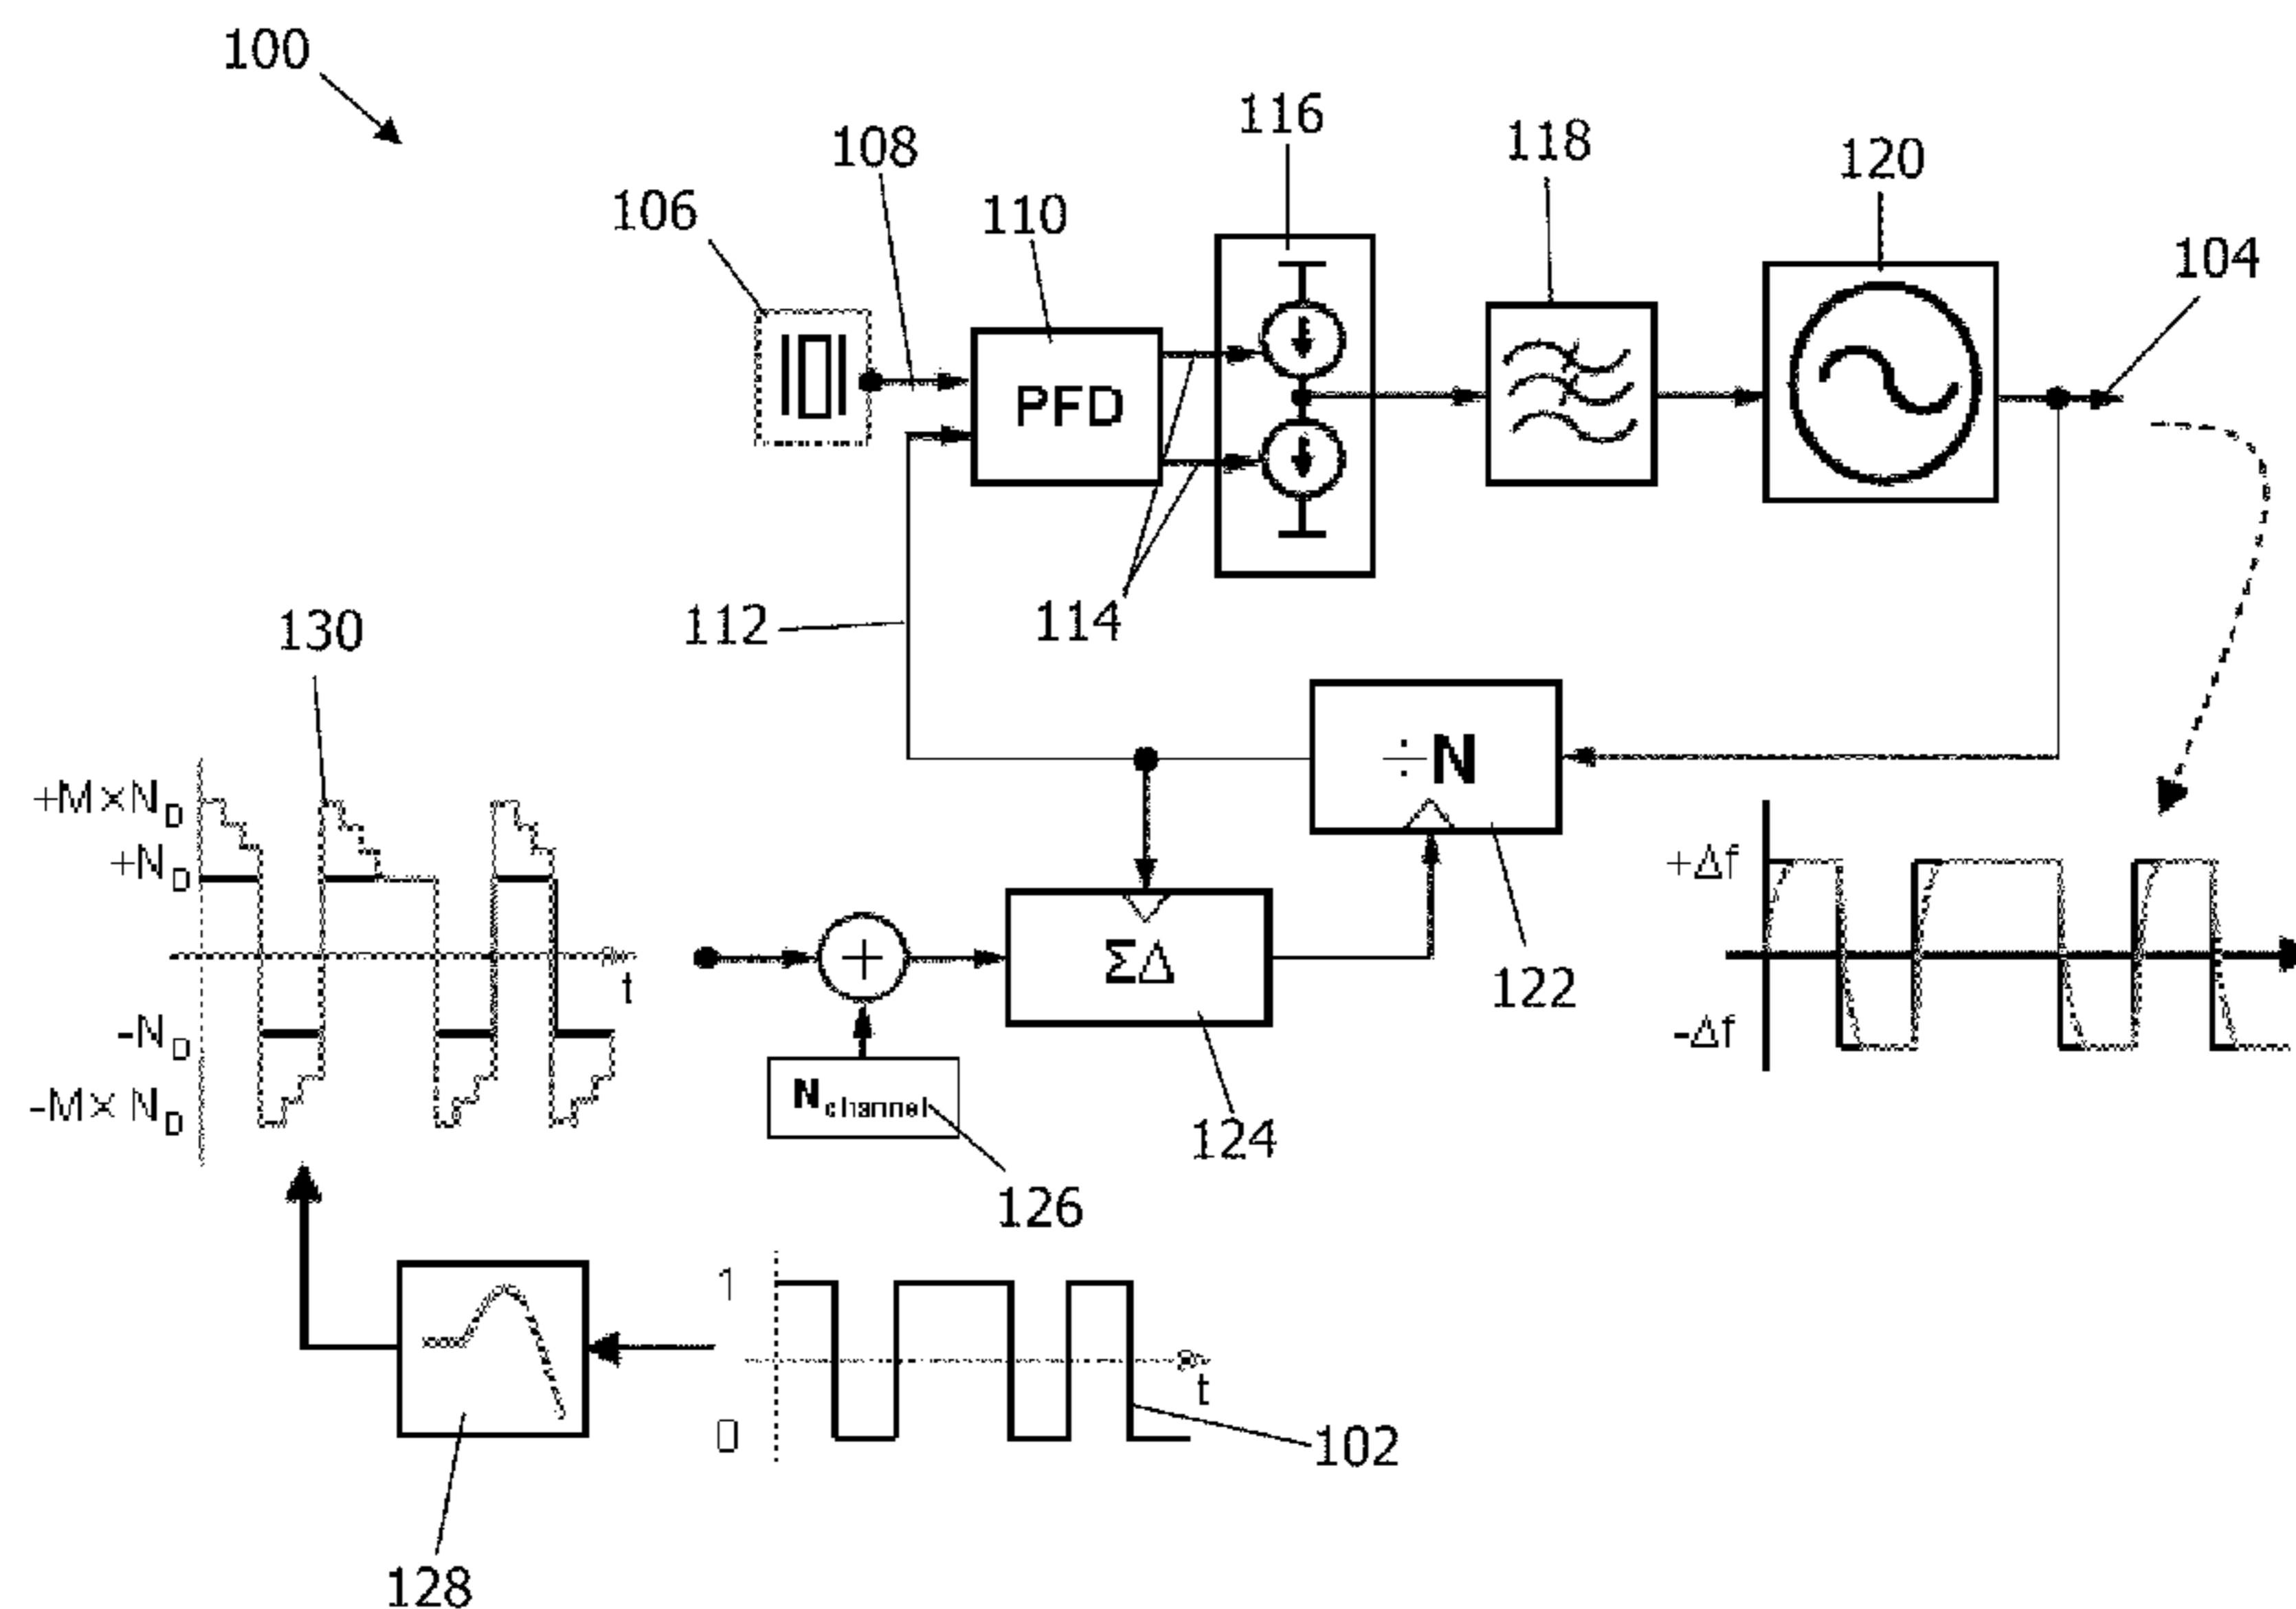 100
116
118
120
108
106
110
104
PFD
112
114
130
÷N
+M×N_D
+N_D
t
-N_D
-M× N_D
+
ΣΔ
122
+Δf
-Δf
N_channel
124
126
1
t
0
102
128